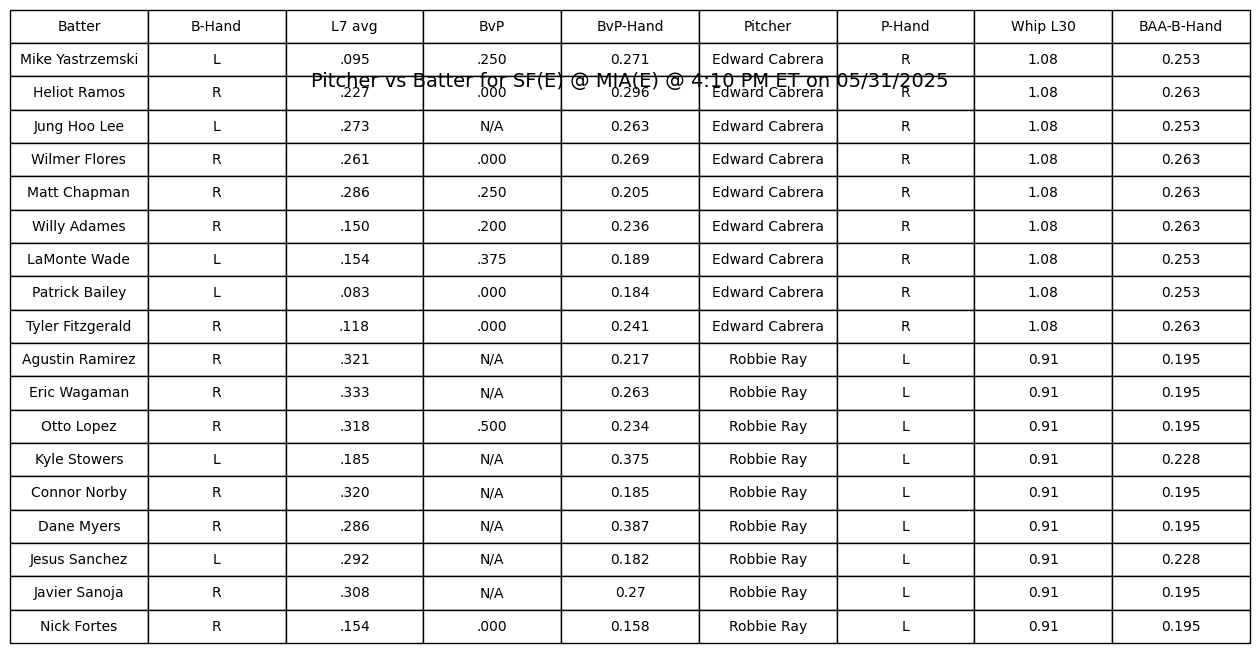 Batter B-Hand L7 avg BvP BvP-Hand Pitcher P-Hand Whip L30 BAA-B-Hand
Mike Yastrzemski L .095 .250 0.271 Edward Cabrera R 1.08 0.253
Pitcher vs Batter for SF(E) @ MIA(E) @ 4:10 PM ET on 05/31/2025
Heliot Ramos R .227 .000 0.296 Edward Cabrera R 1.08 0.263
Jung Hoo Lee L .273 N/A 0.263 Edward Cabrera R 1.08 0.253
Wilmer Flores R .261 .000 0.269 Edward Cabrera R 1.08 0.263
Matt Chapman R .286 .250 0.205 Edward Cabrera R 1.08 0.263
Willy Adames R .150 .200 0.236 Edward Cabrera R 1.08 0.263
LaMonte Wade L .154 .375 0.189 Edward Cabrera R 1.08 0.253
Patrick Bailey L .083 .000 0.184 Edward Cabrera R 1.08 0.253
Tyler Fitzgerald R .118 .000 0.241 Edward Cabrera R 1.08 0.263
Agustin Ramirez R .321 N/A 0.217 Robbie Ray L 0.91 0.195
Eric Wagaman R .333 N/A 0.263 Robbie Ray L 0.91 0.195
Otto Lopez R .318 .500 0.234 Robbie Ray L 0.91 0.195
Kyle Stowers L .185 N/A 0.375 Robbie Ray L 0.91 0.228
Connor Norby R .320 N/A 0.185 Robbie Ray L 0.91 0.195
Dane Myers R .286 N/A 0.387 Robbie Ray L 0.91 0.195
Jesus Sanchez L .292 N/A 0.182 Robbie Ray L 0.91 0.228
Javier Sanoja R .308 N/A 0.27 Robbie Ray L 0.91 0.195
Nick Fortes R .154 .000 0.158 Robbie Ray L 0.91 0.195